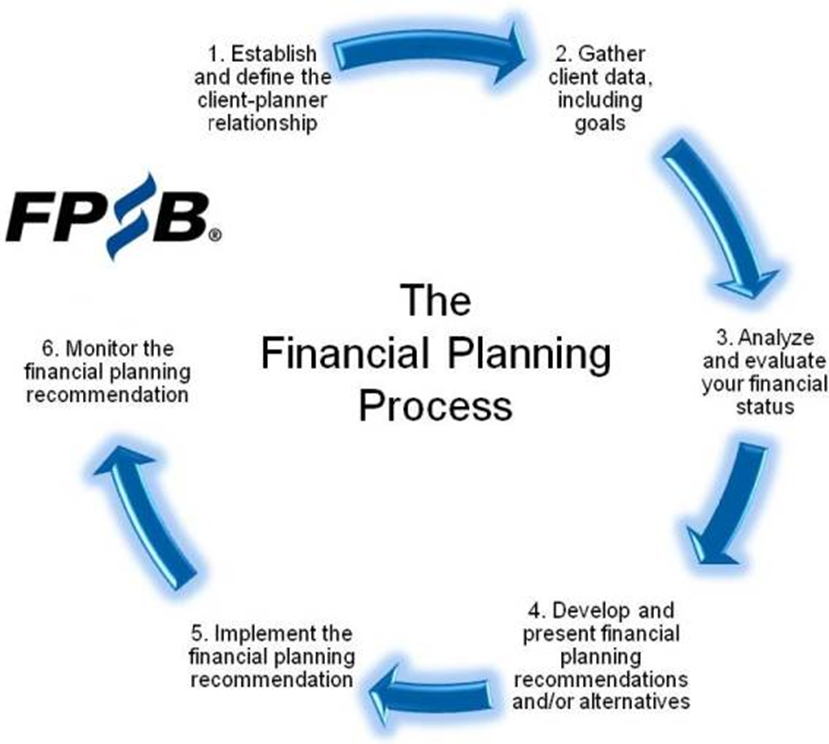 1. Establish
and define the
client-planner
relationship
2. Gather
client data,
including
goals
FPSB®
The
Financial Planning
Process
3. Analyze
and evaluate
your financial
status
4. Develop and
present financial
planning
recommendations
and/or alternatives
5. Implement the
financial planning
recommendation
6. Monitor the
financial planning
recommendation